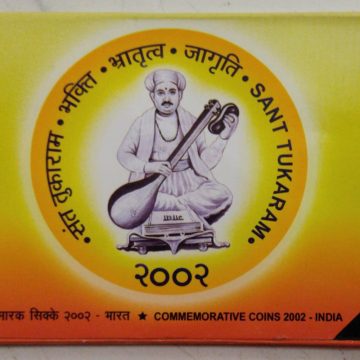 संत तुकाराम • भक्ति • भ्रातृत्व • जागृति • SANT TUKARAM •
२००२
मारक सिक्के २००२ - भारत ★ COMMEMORATIVE COINS 2002 - INDIA